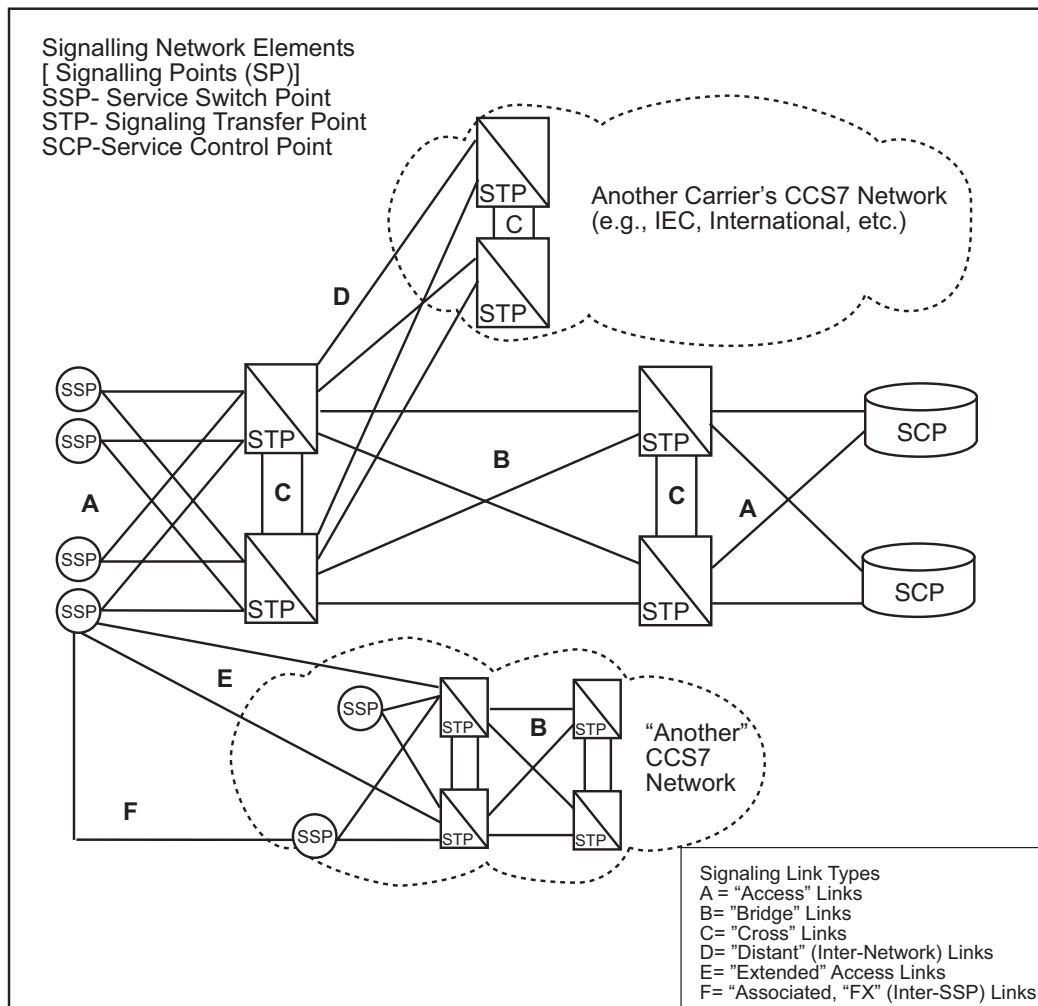 Signalling Network Elements
[ Signalling Points (SP)]
SSP- Service Switch Point
STP- Signaling Transfer Point
SCP-Service Control Point
STP
C
STP
Another Carrier's CCS7 Network
(e.g., IEC, International, etc.)
D
SSP
SSP
A
SSP
SSP
STP
C
STP
B
STP
C
STP
A
SCP
SCP
E
F
SSP
SSP
STP
STP
B
STP
STP
“Another”
CCS7
Network
Signaling Link Types
A = “Access” Links
B= ”Bridge” Links
C= ”Cross” Links
D= ”Distant” (Inter-Network) Links
E= ”Extended” Access Links
F= “Associated, “FX” (Inter-SSP) Links